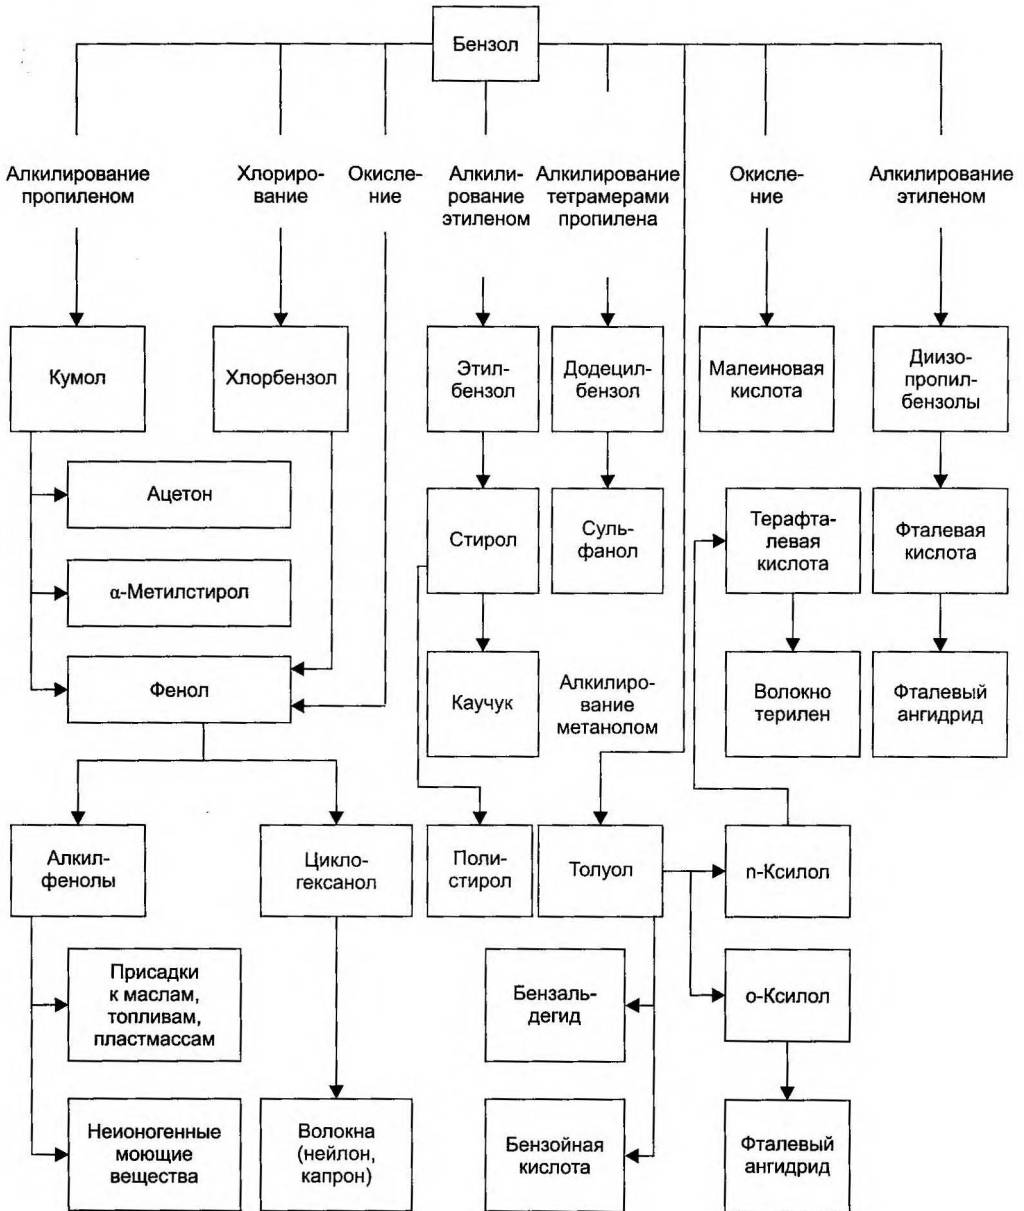 Бензол
Алкилирование
пропиленом
Хлориро-
вание
Окисле-
ние
Алкили-
рование
этиленом
Алкилирование
тетрамерами
пропилена
Окисле-
ние
Алкилирование
этиленом
Кумол
Хлорбензол
Этил-
бензол
Додецил-
бензол
Малеиновая
кислота
Диизо-
пропил-
бензолы
Ацетон
α-Метилстирол
Фенол
Стирол
Суль-
фанол
Терафта-
левая
кислота
Фталевая
кислота
Каучук
Алкилиро-
вание
метанолом
Волокно
терилен
Фталевый
ангидрид
Алкил-
фенолы
Цикло-
гексанол
Поли-
стирол
Толуол
n-Ксилол
Присадки
к маслам,
топливам,
пластмассам
Бензаль-
дегид
о-Ксилол
Неионогенные
моющие
вещества
Волокна
(нейлон,
капрон)
Бензойная
кислота
Фталевый
ангидрид